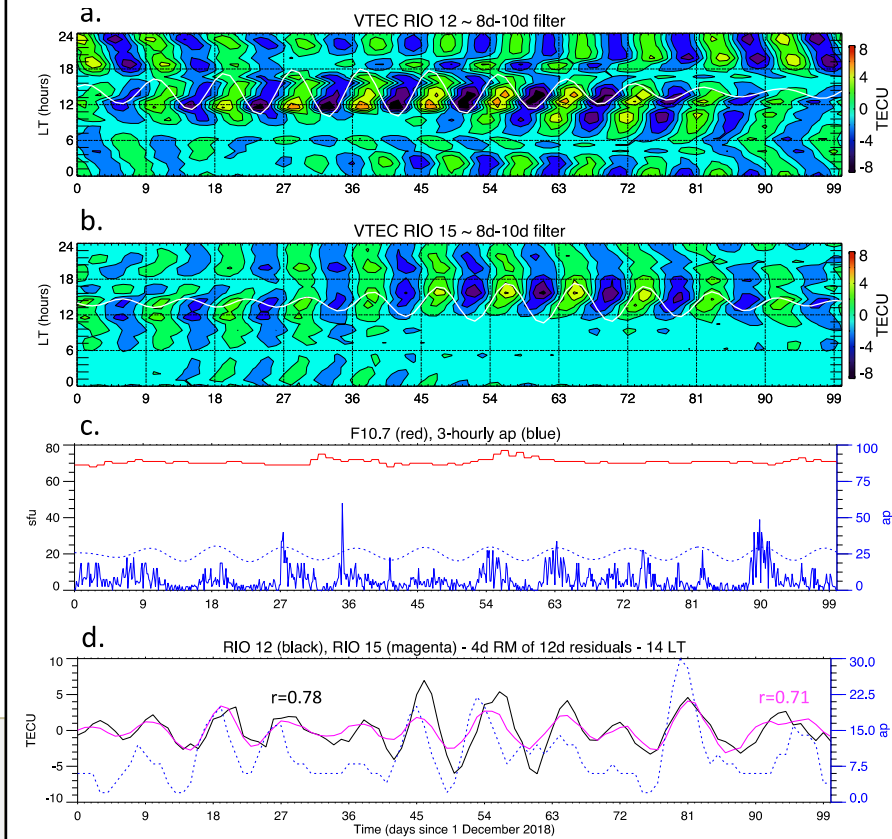 a.
VTEC RIO 12 ~ 8d-10d filter
LT (hours)
24
18
12
6
0
0 9 18 27 36 45 54 63 72 81 90 99
8
4
0
-4
-8
TECU
b.
VTEC RIO 15 ~ 8d-10d filter
LT (hours)
24
18
12
6
0
0 9 18 27 36 45 54 63 72 81 90 99
8
4
0
-4
-8
TECU
c.
F10.7 (red), 3-hourly ap (blue)
sfu
80
60
40
20
0
100
75
50
25
0
ap
0 9 18 27 36 45 54 63 72 81 90 99
d.
RIO 12 (black), RIO 15 (magenta) - 4d RM of 12d residuals - 14 LT
r=0.78
r=0.71
TECU
10
5
0
-5
-10
30.0
22.5
15.0
7.5
0.0
ap
0 9 18 27 36 45 54 63 72 81 90 99
Time (days since 1 December 2018)